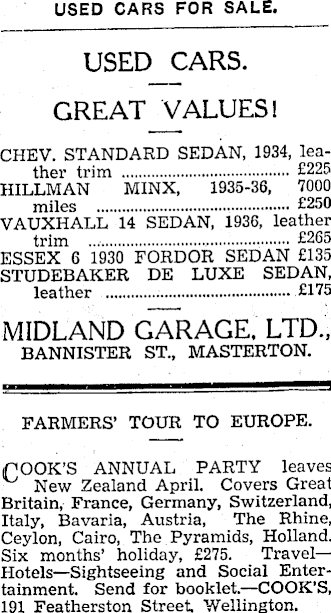 USED CARS FOR SALE.
USED CARS.
GREAT VALUES!
CHEV. STANDARD SEDAN, 1934, lea-
ther trim ........................ £225
HILLMAN MINX, 1935-36, 7000
miles ........................ £250
VAUXHALL 14 SEDAN, 1936, leather
trim ........................ £265
ESSEX 6 1930 FORDOR SEDAN £135
STUDEBAKER DE LUXE SEDAN,
leather ........................ £175
MIDLAND GARAGE, LTD.,
BANNISTER ST., MASTERTON.
FARMERS' TOUR TO EUROPE.
COOK'S ANNUAL PARTY leaves
New Zealand April. Covers Great
Britain, France, Germany, Switzerland,
Italy, Bavaria, Austria, The Rhine,
Ceylon, Cairo, The Pyramids, Holland.
Six months' holiday, £275. Travel—
Hotels—Sightseeing and Social Enter-
tainment. Send for booklet.—COOK'S,
191 Featherston Street, Wellington.